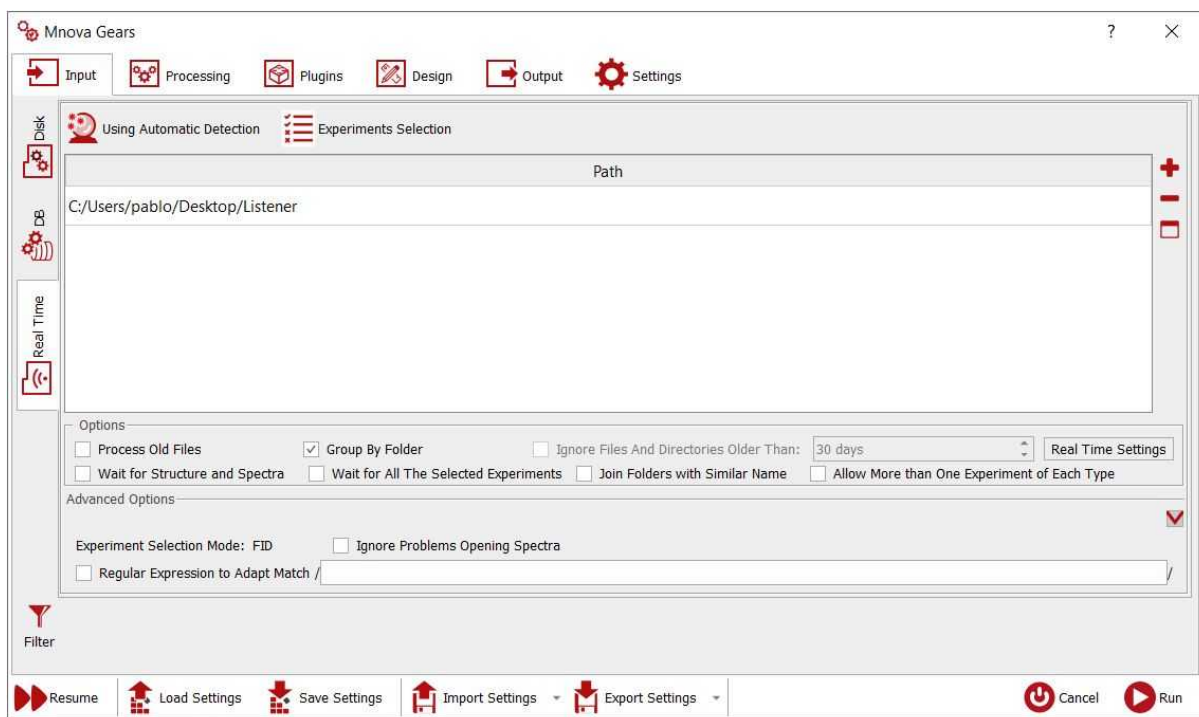 Mnova Gears ?
Input Processing Plugins Design Output Settings
Disk
DB
Real Time
Filter
Using Automatic Detection Experiments Selection
Path
C:/Users/pablo/Desktop/Listener
Options
Process Old Files Group By Folder Ignore Files And Directories Older Than: 30 days Real Time Settings
Wait for Structure and Spectra Wait for All The Selected Experiments Join Folders with Similar Name Allow More than One Experiment of Each Type
Advanced Options
Experiment Selection Mode: FID Ignore Problems Opening Spectra
Regular Expression to Adapt Match / /
Resume Load Settings Save Settings Import Settings Export Settings Cancel Run